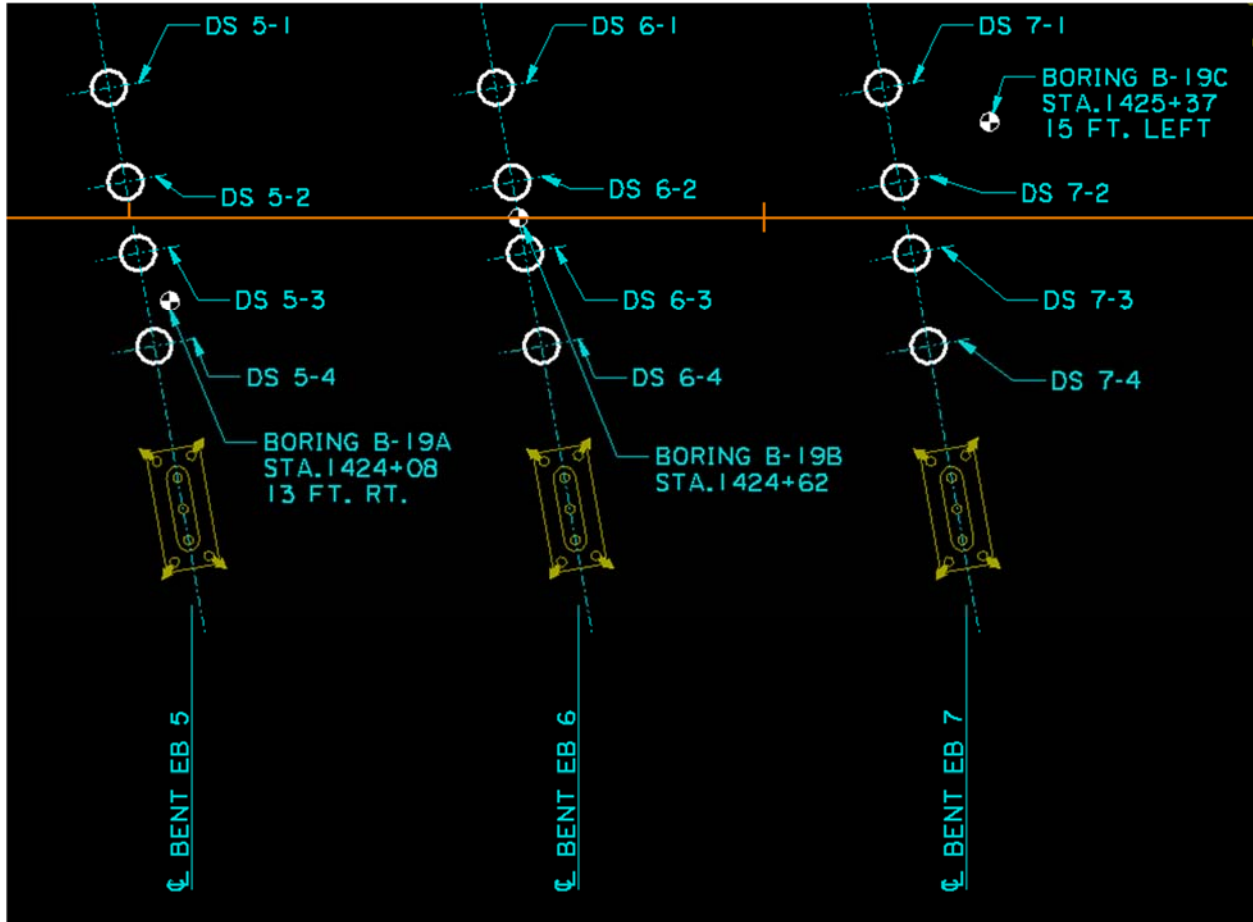 DS 5-1
DS 6-1
DS 7-1
BORING B-19C
STA.1425+37
15 FT. LEFT
DS 5-2
DS 6-2
DS 7-2
DS 5-3
DS 6-3
DS 7-3
DS 5-4
DS 6-4
DS 7-4
BORING B-19A
STA.1424+08
13 FT. RT.
BORING B-19B
STA.1424+62
℄ BENT EB 5
℄ BENT EB 6
℄ BENT EB 7